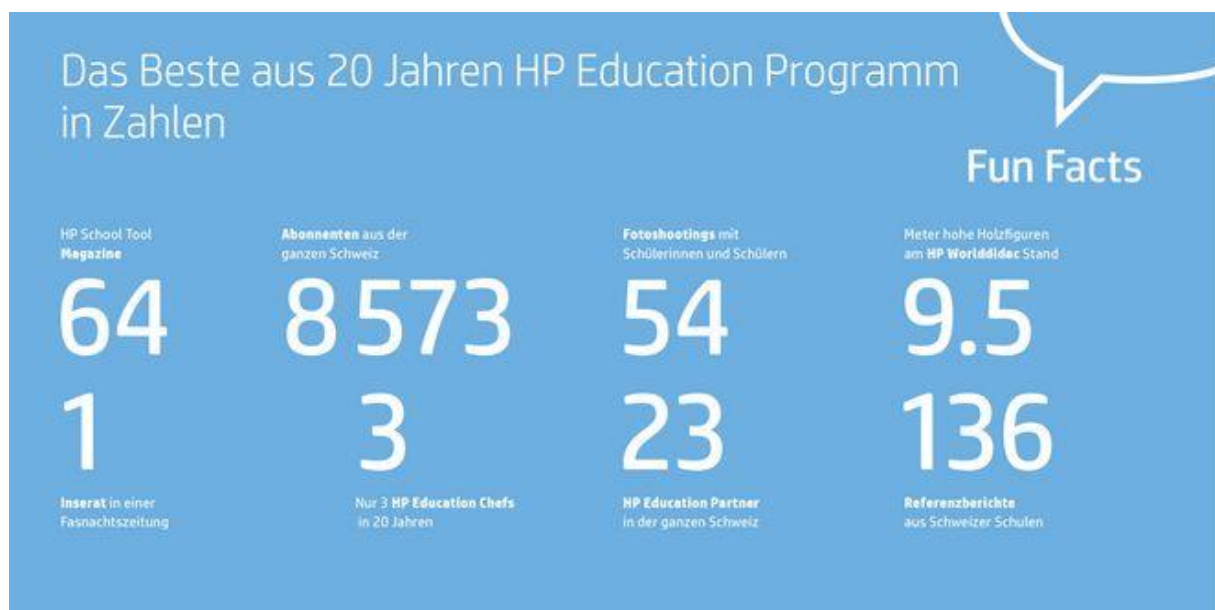 Das Beste aus 20 Jahren HP Education Programm
in Zahlen
Fun Facts
HP School Tool
Magazine
64
Abonnenten aus der
ganzen Schweiz
8 573
Fotoshootings mit
Schülerinnen und Schülern
54
Meter hohe Holzfiguren
am HP Worlddidac Stand
9.5
1
Inserat in einer
Fasnachtszeitung
3
Nur 3 HP Education Chefs
in 20 Jahren
23
HP Education Partner
in der ganzen Schweiz
136
Referenzberichte
aus Schweizer Schulen